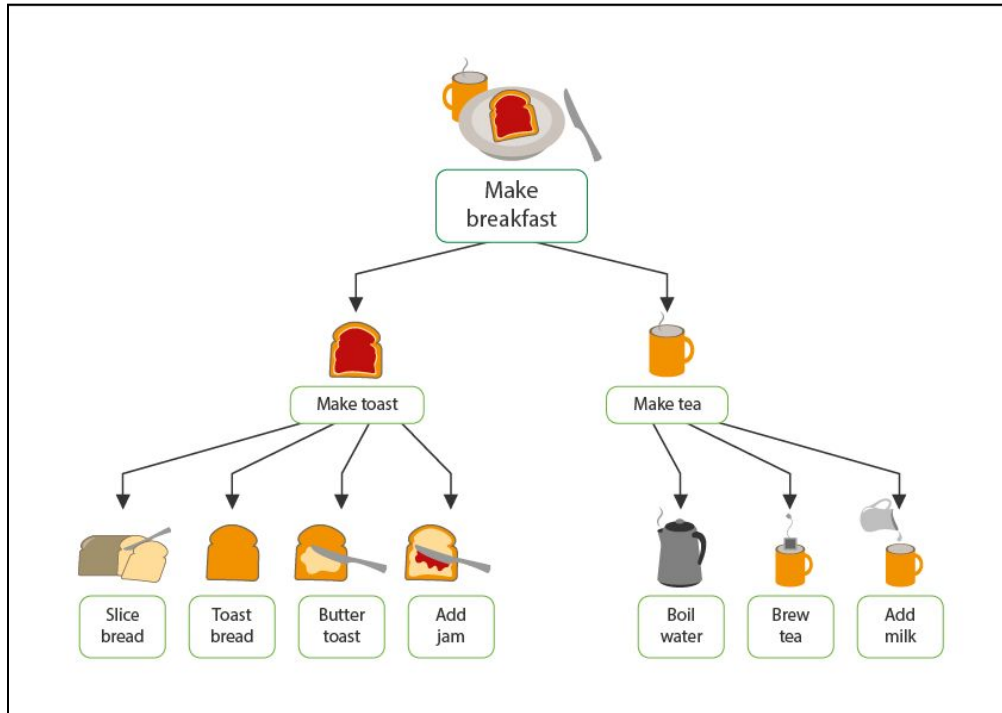 Make
breakfast
Make toast
Make tea
Slice
bread
Toast
bread
Butter
toast
Add
jam
Boil
water
Brew
tea
Add
milk